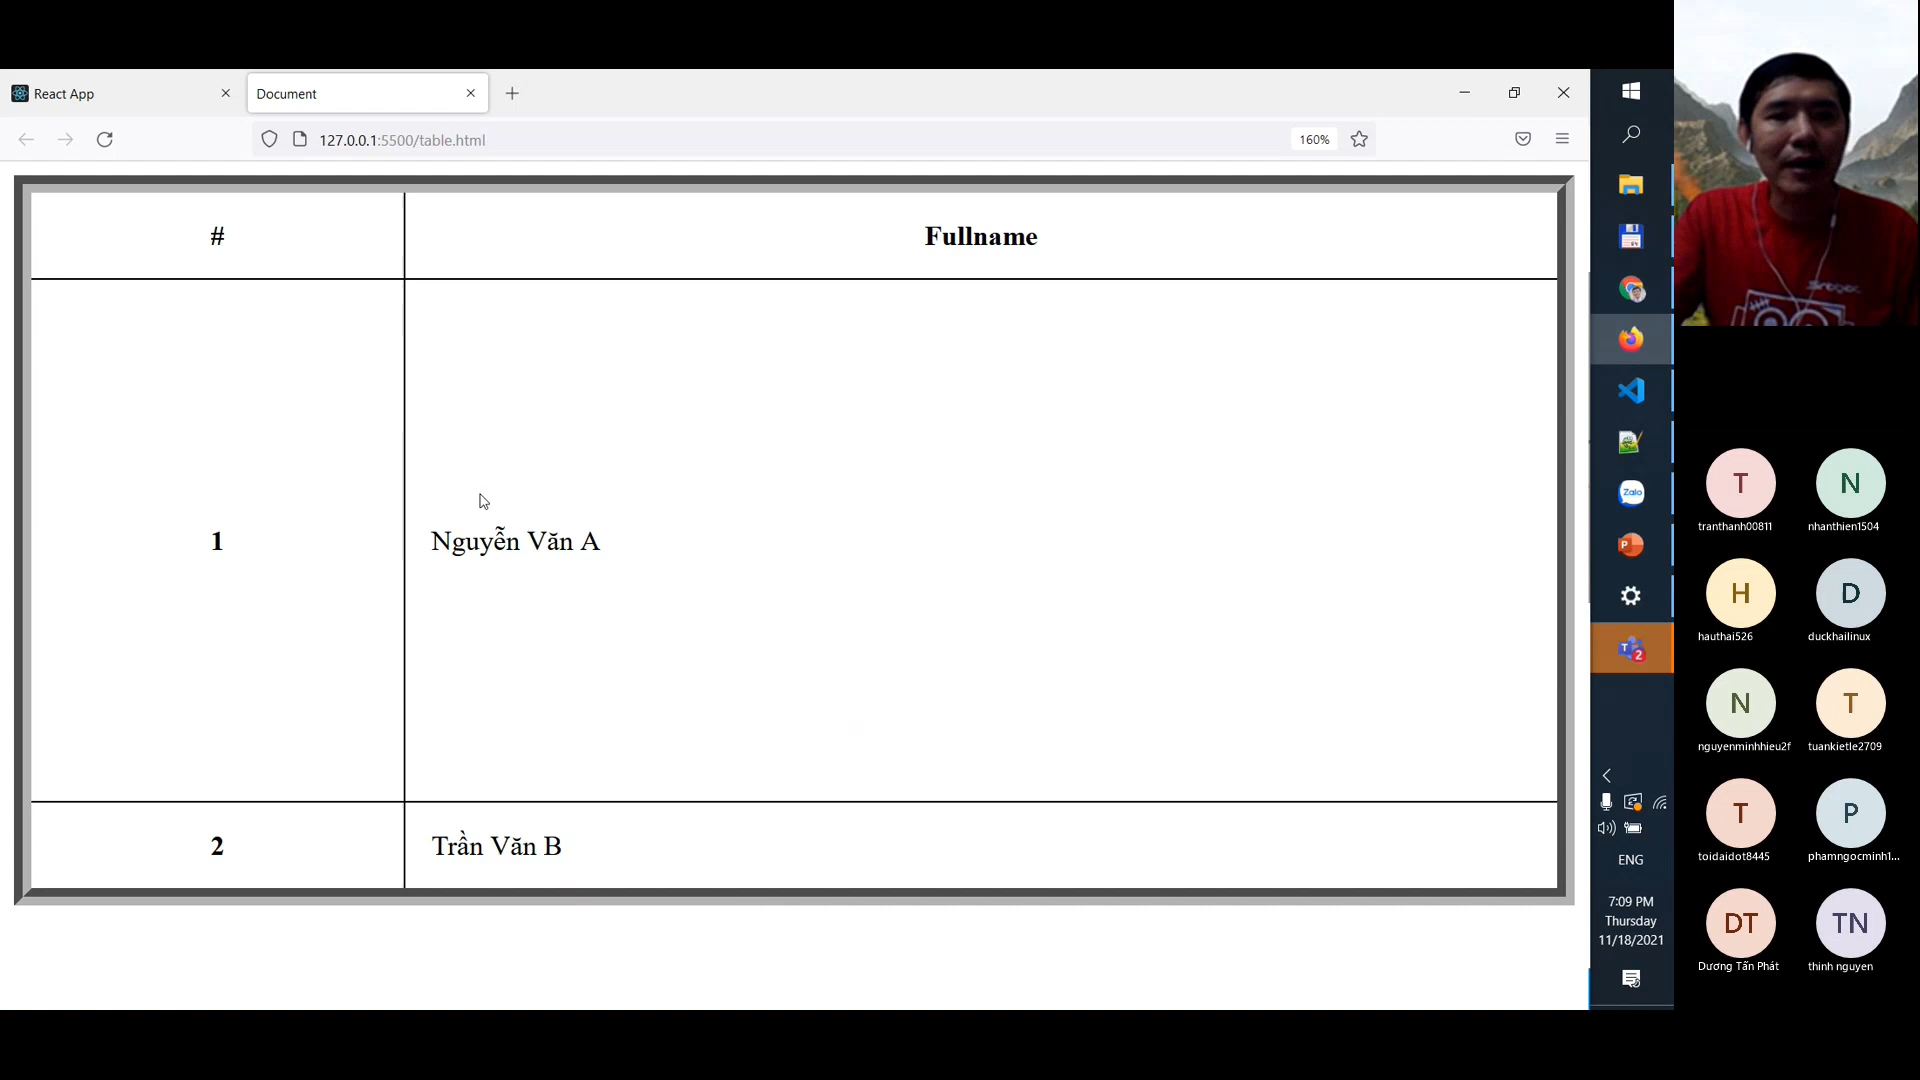 React App
Document
127.0.0.1:5500/table.html
160%
# Fullname
1 Nguyễn Văn A
2 Trần Văn B
Zalo
2
ENG
7:09 PM
Thursday
11/18/2021
T N
tranthanh00811 nhanthien1504
H D
hauthai526 duckhailinux
N T
nguyenminhhieu2f tuankietle2709
T P
toidaidot8445 phamngocminh1...
DT TN
Dương Tấn Phát thinh nguyen